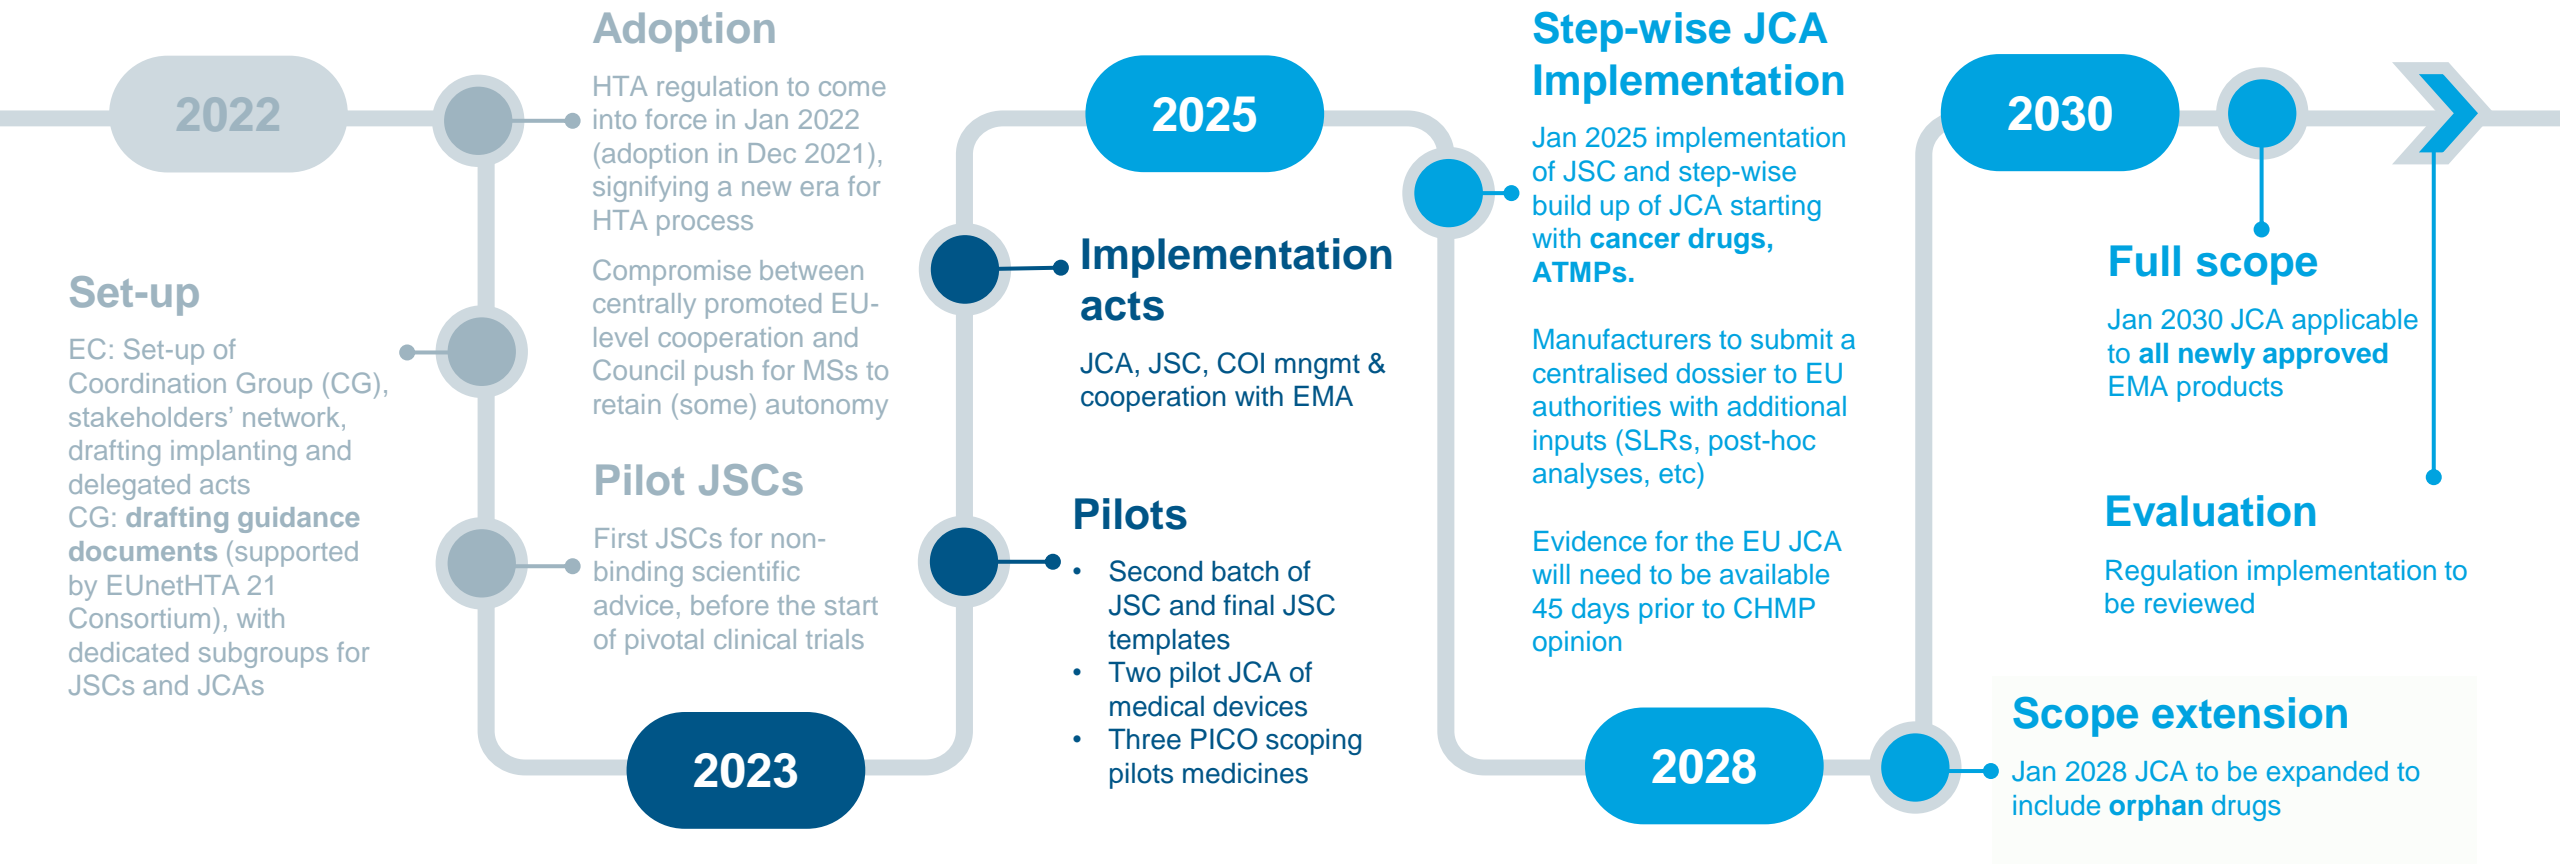 2022
Adoption
HTA regulation to come
into force in Jan 2022
(adoption in Dec 2021),
signifying a new era for
HTA process
Compromise between
centrally promoted EU-
level cooperation and
Council push for MSs to
retain (some) autonomy
Set-up
EC: Set-up of
Coordination Group (CG),
stakeholders’ network,
drafting implanting and
delegated acts
CG: drafting guidance
documents (supported
by EUnetHTA 21
Consortium), with
dedicated subgroups for
JSCs and JCAs
Pilot JSCs
First JSCs for non-
binding scientific
advice, before the start
of pivotal clinical trials
2023
Pilots
• Second batch of
JSC and final JSC
templates
• Two pilot JCA of
medical devices
• Three PICO scoping
pilots medicines
Implementation
acts
JCA, JSC, COI mngmt &
cooperation with EMA
2025
Step-wise JCA
Implementation
Jan 2025 implementation
of JSC and step-wise
build up of JCA starting
with cancer drugs,
ATMPs.
Manufacturers to submit a
centralised dossier to EU
authorities with additional
inputs (SLRs, post-hoc
analyses, etc)
Evidence for the EU JCA
will need to be available
45 days prior to CHMP
opinion
2028
Scope extension
Jan 2028 JCA to be expanded to
include orphan drugs
2030
Full scope
Jan 2030 JCA applicable
to all newly approved
EMA products
Evaluation
Regulation implementation to
be reviewed